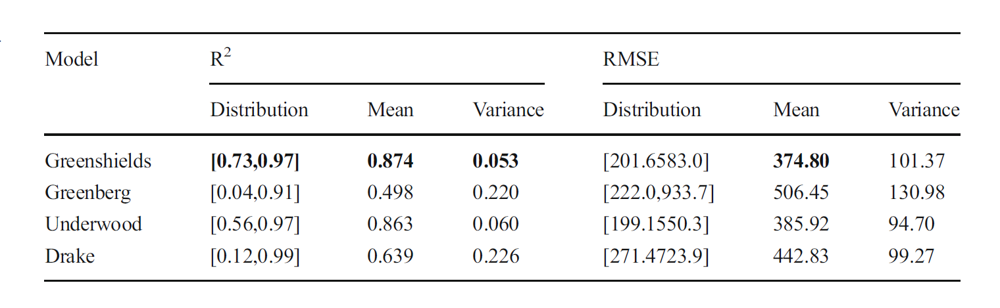 Model R² RMSE
Distribution Mean Variance Distribution Mean Variance
Greenshields [0.73,0.97] 0.874 0.053 [201.6583.0] 374.80 101.37
Greenberg [0.04,0.91] 0.498 0.220 [222.0,933.7] 506.45 130.98
Underwood [0.56,0.97] 0.863 0.060 [199.1550.3] 385.92 94.70
Drake [0.12,0.99] 0.639 0.226 [271.4723.9] 442.83 99.27